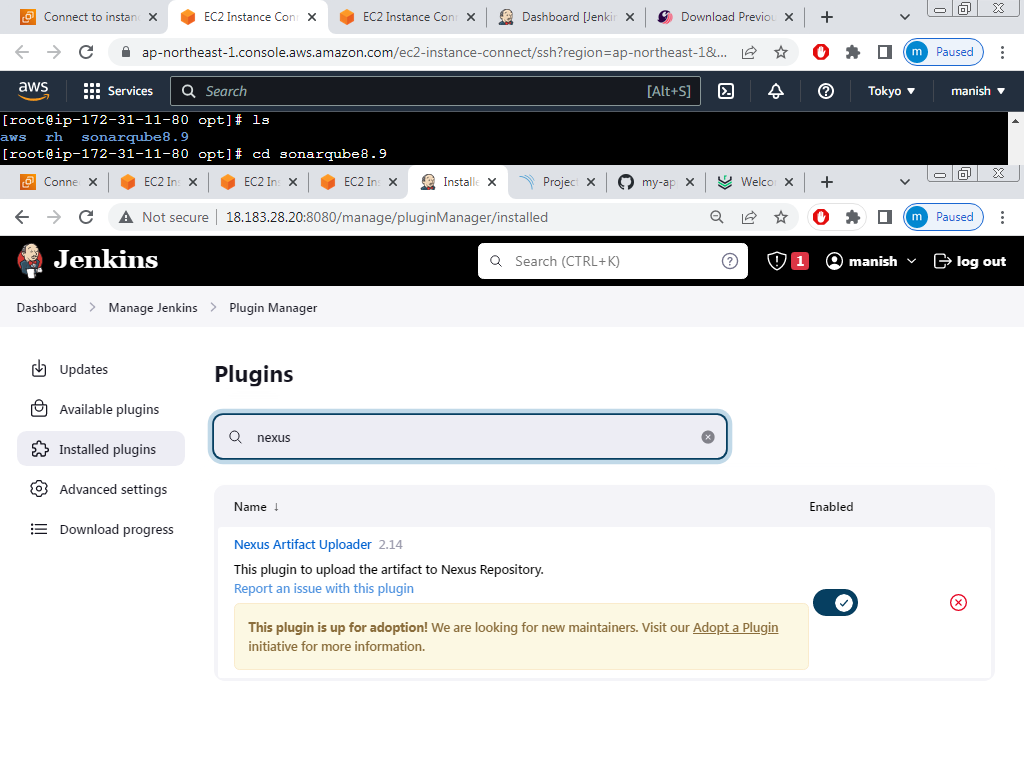 Connect to instan
EC2 Instance Conn
EC2 Instance Conn
Dashboard [Jenkin
Download Previou
ap-northeast-1.console.aws.amazon.com/ec2-instance-connect/ssh?region=ap-northeast-1&...
m Paused
aws Services Search [Alt+S] Tokyo ▼ manish ▼
[root@ip-172-31-11-80 opt]# ls
aws rh sonarqube8.9
[root@ip-172-31-11-80 opt]# cd sonarqube8.9
Conne
EC2 In
EC2 In
EC2 In
Installe
Project
my-ap
Welco
Not secure 18.183.28.20:8080/manage/pluginManager/installed
m Paused
Jenkins Search (CTRL+K) 1 manish log out
Dashboard Manage Jenkins Plugin Manager
Updates
Available plugins
Installed plugins
Advanced settings
Download progress
Plugins
nexus
Name ↓ Enabled
Nexus Artifact Uploader 2.14
This plugin to upload the artifact to Nexus Repository.
Report an issue with this plugin
This plugin is up for adoption! We are looking for new maintainers. Visit our Adopt a Plugin
initiative for more information.